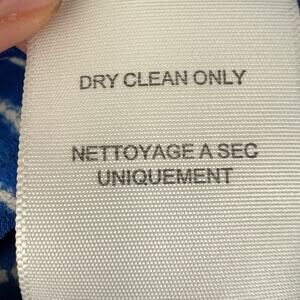 DRY CLEAN ONLY
NETTOYAGE A SEC
UNIQUEMENT